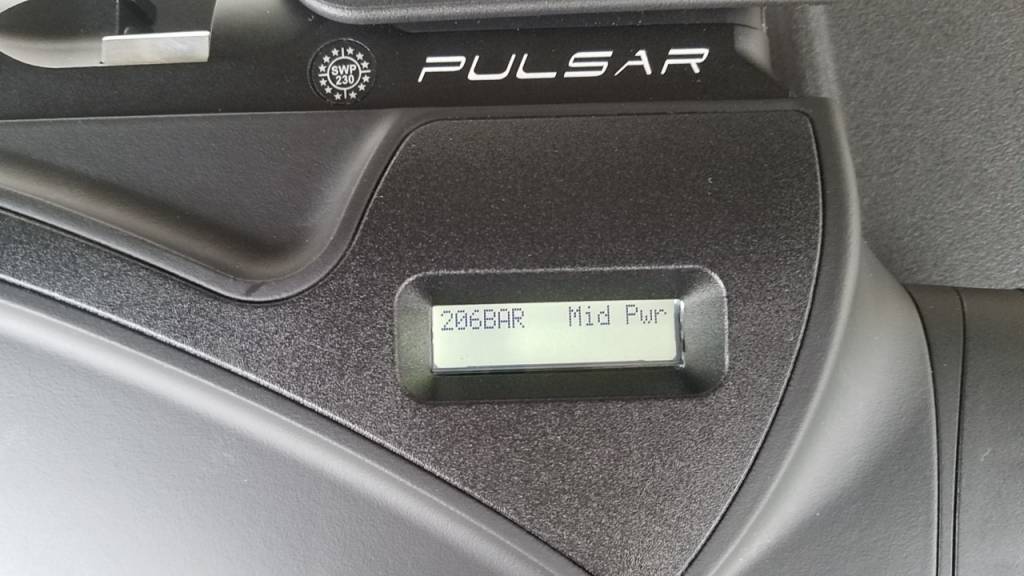 PULSAR
SWP
230
206BAR Mid Pwr